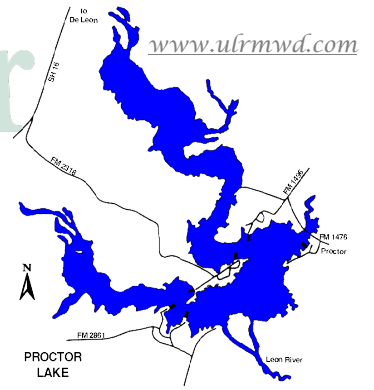 to
De Leon
www.ulrmwd.com
r
SH 16
FM 2318
FM 1496
FM 1476
Proctor
N
FM 2861
PROCTOR
LAKE
Leon River